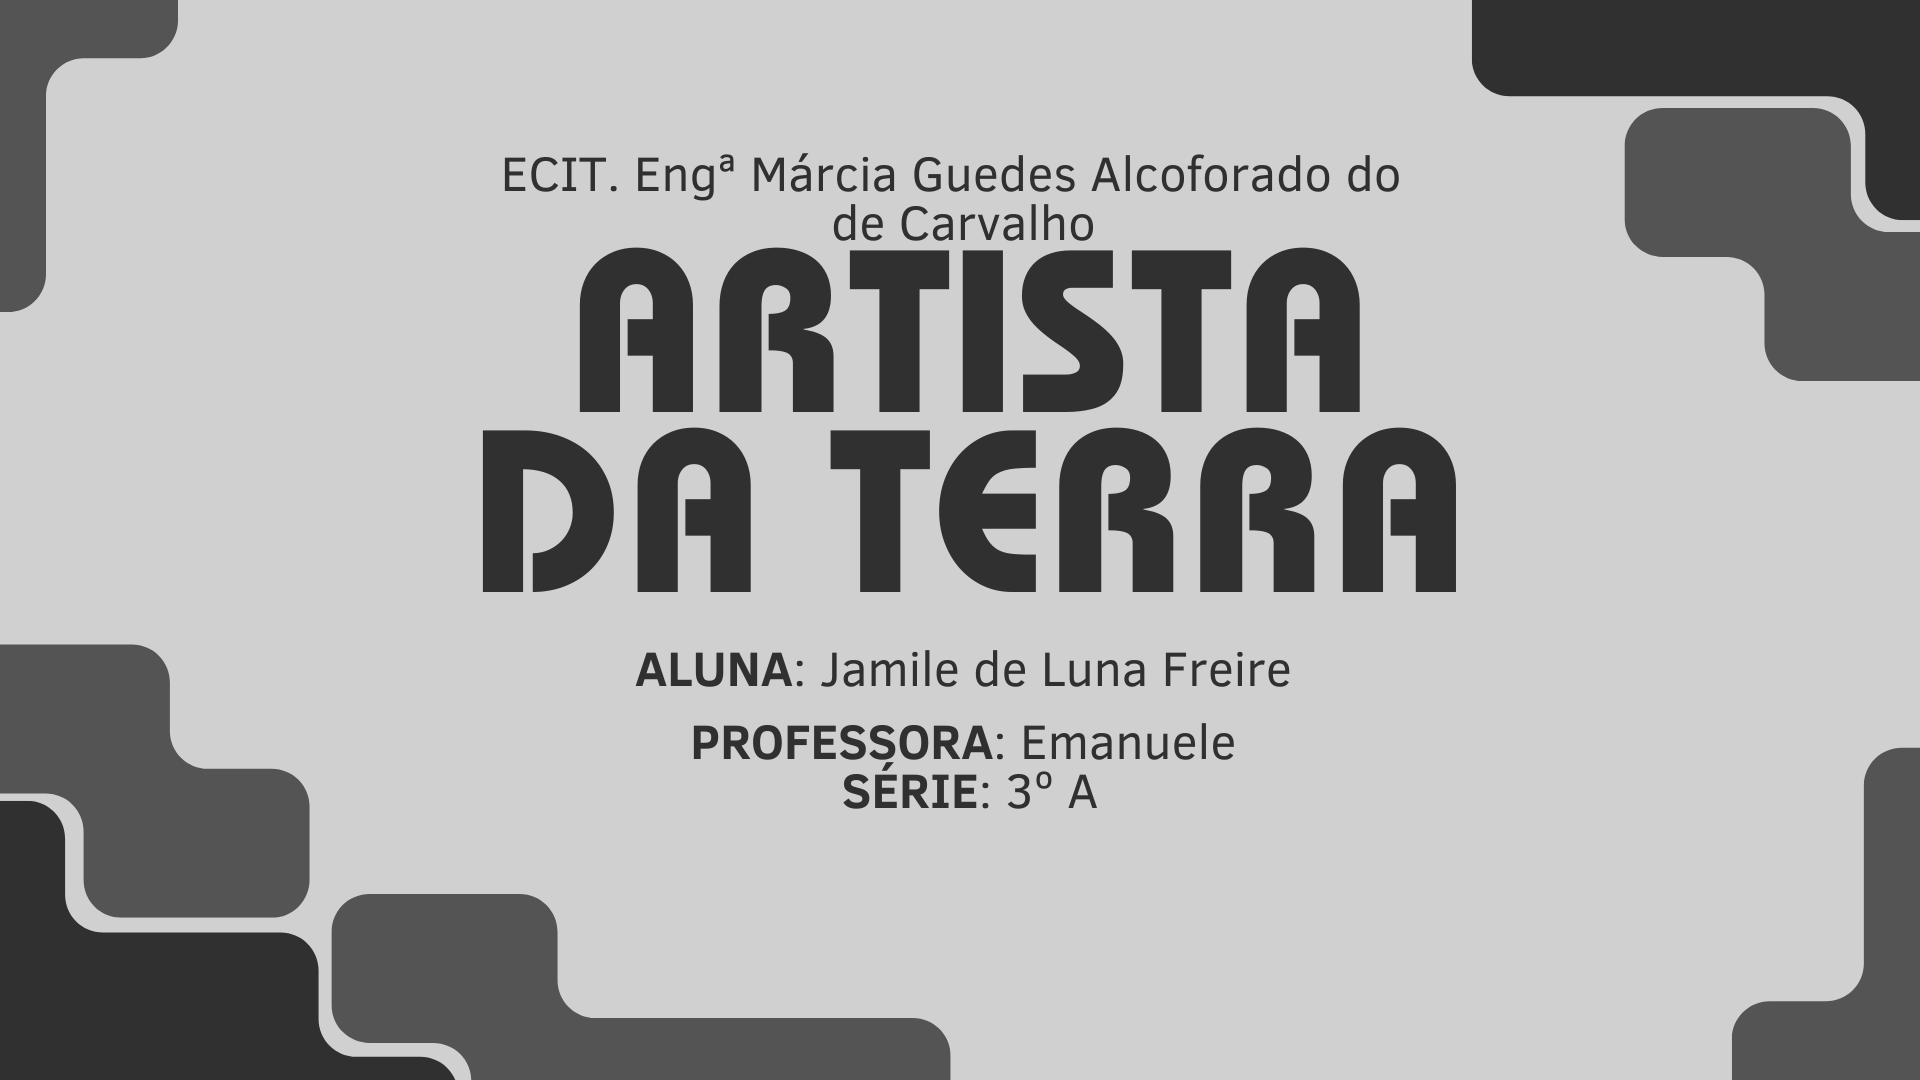 ECIT. Engª Márcia Guedes Alcoforado do
de Carvalho
ARTISTA
DA TERRA
ALUNA: Jamile de Luna Freire
PROFESSORA: Emanuele
SÉRIE: 3º A